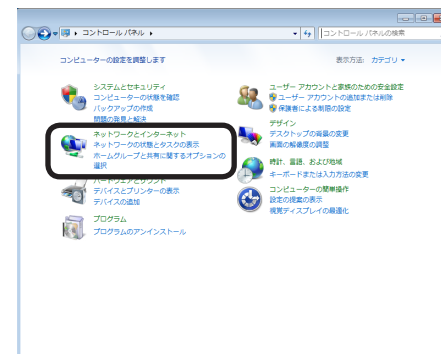 コントロール パネル
コントロール パネルの検索
コンピューターの設定を調整します
表示方法: カテゴリ
システムとセキュリティ
コンピューターの状態を確認
バックアップの作成
問題の発見と解決
ネットワークとインターネット
ネットワークの状態とタスクの表示
ホームグループと共有に関するオプションの
選択
ハードウェアとサウンド
デバイスとプリンターの表示
デバイスの追加
プログラム
プログラムのアンインストール
ユーザー アカウントと家族のための安全設定
ユーザー アカウントの追加または削除
保護者による制限の設定
デザイン
デスクトップの背景の変更
画面の解像度の調整
時計、言語、および地域
キーボードまたは入力方法の変更
コンピューターの簡単操作
設定の提案の表示
視覚ディスプレイの最適化